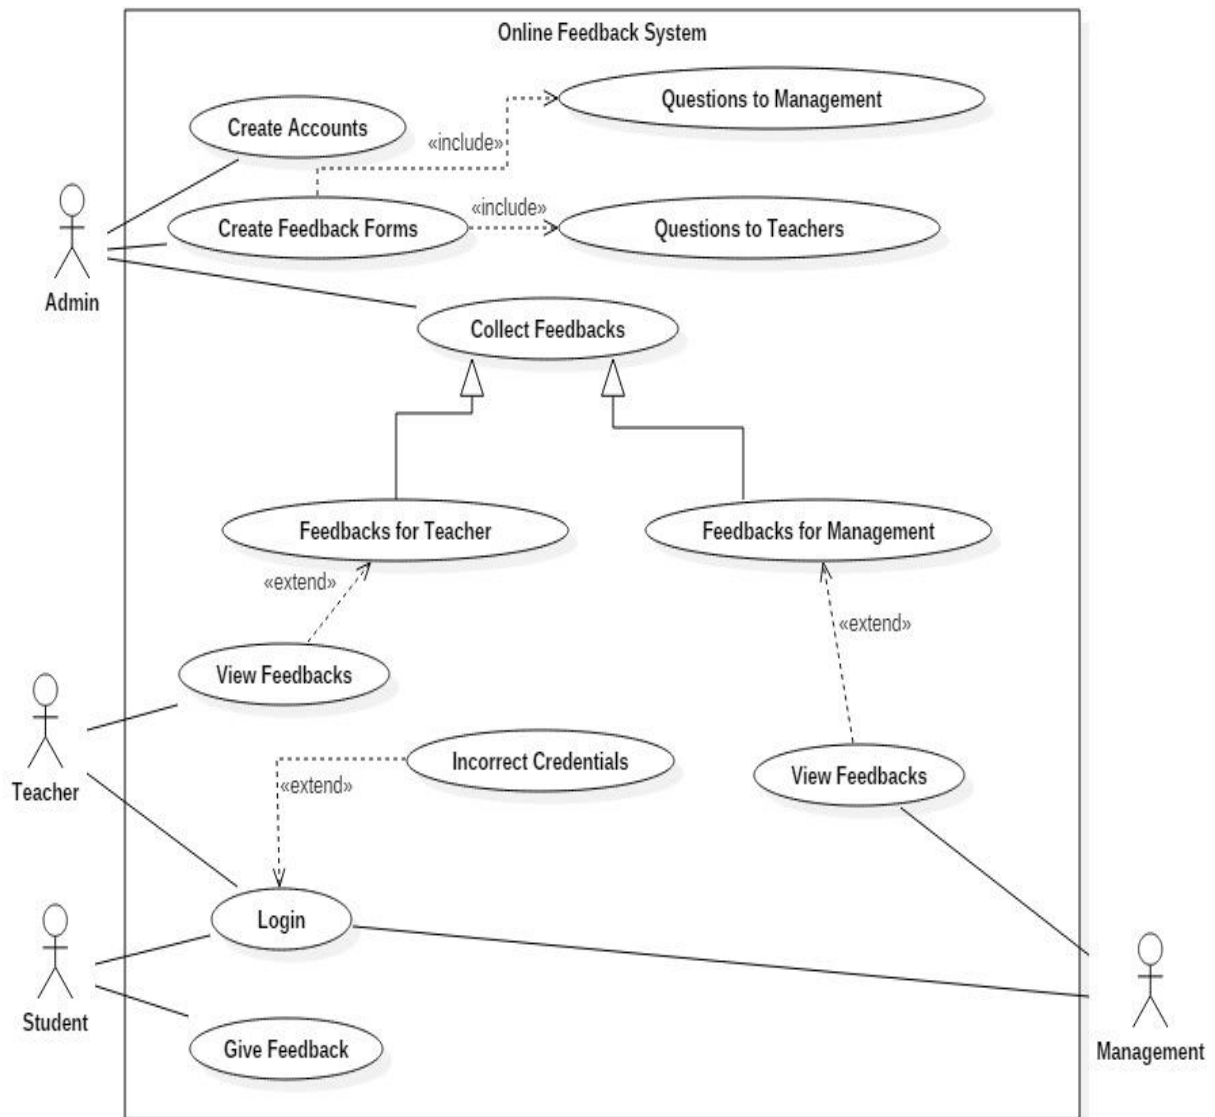 Online Feedback System
Questions to Management
Create Accounts
«include»
Create Feedback Forms
«include»
Questions to Teachers
Admin
Collect Feedbacks
Feedbacks for Teacher
Feedbacks for Management
«extend»
«extend»
View Feedbacks
Teacher
Incorrect Credentials
«extend»
View Feedbacks
Login
Student
Give Feedback
Management